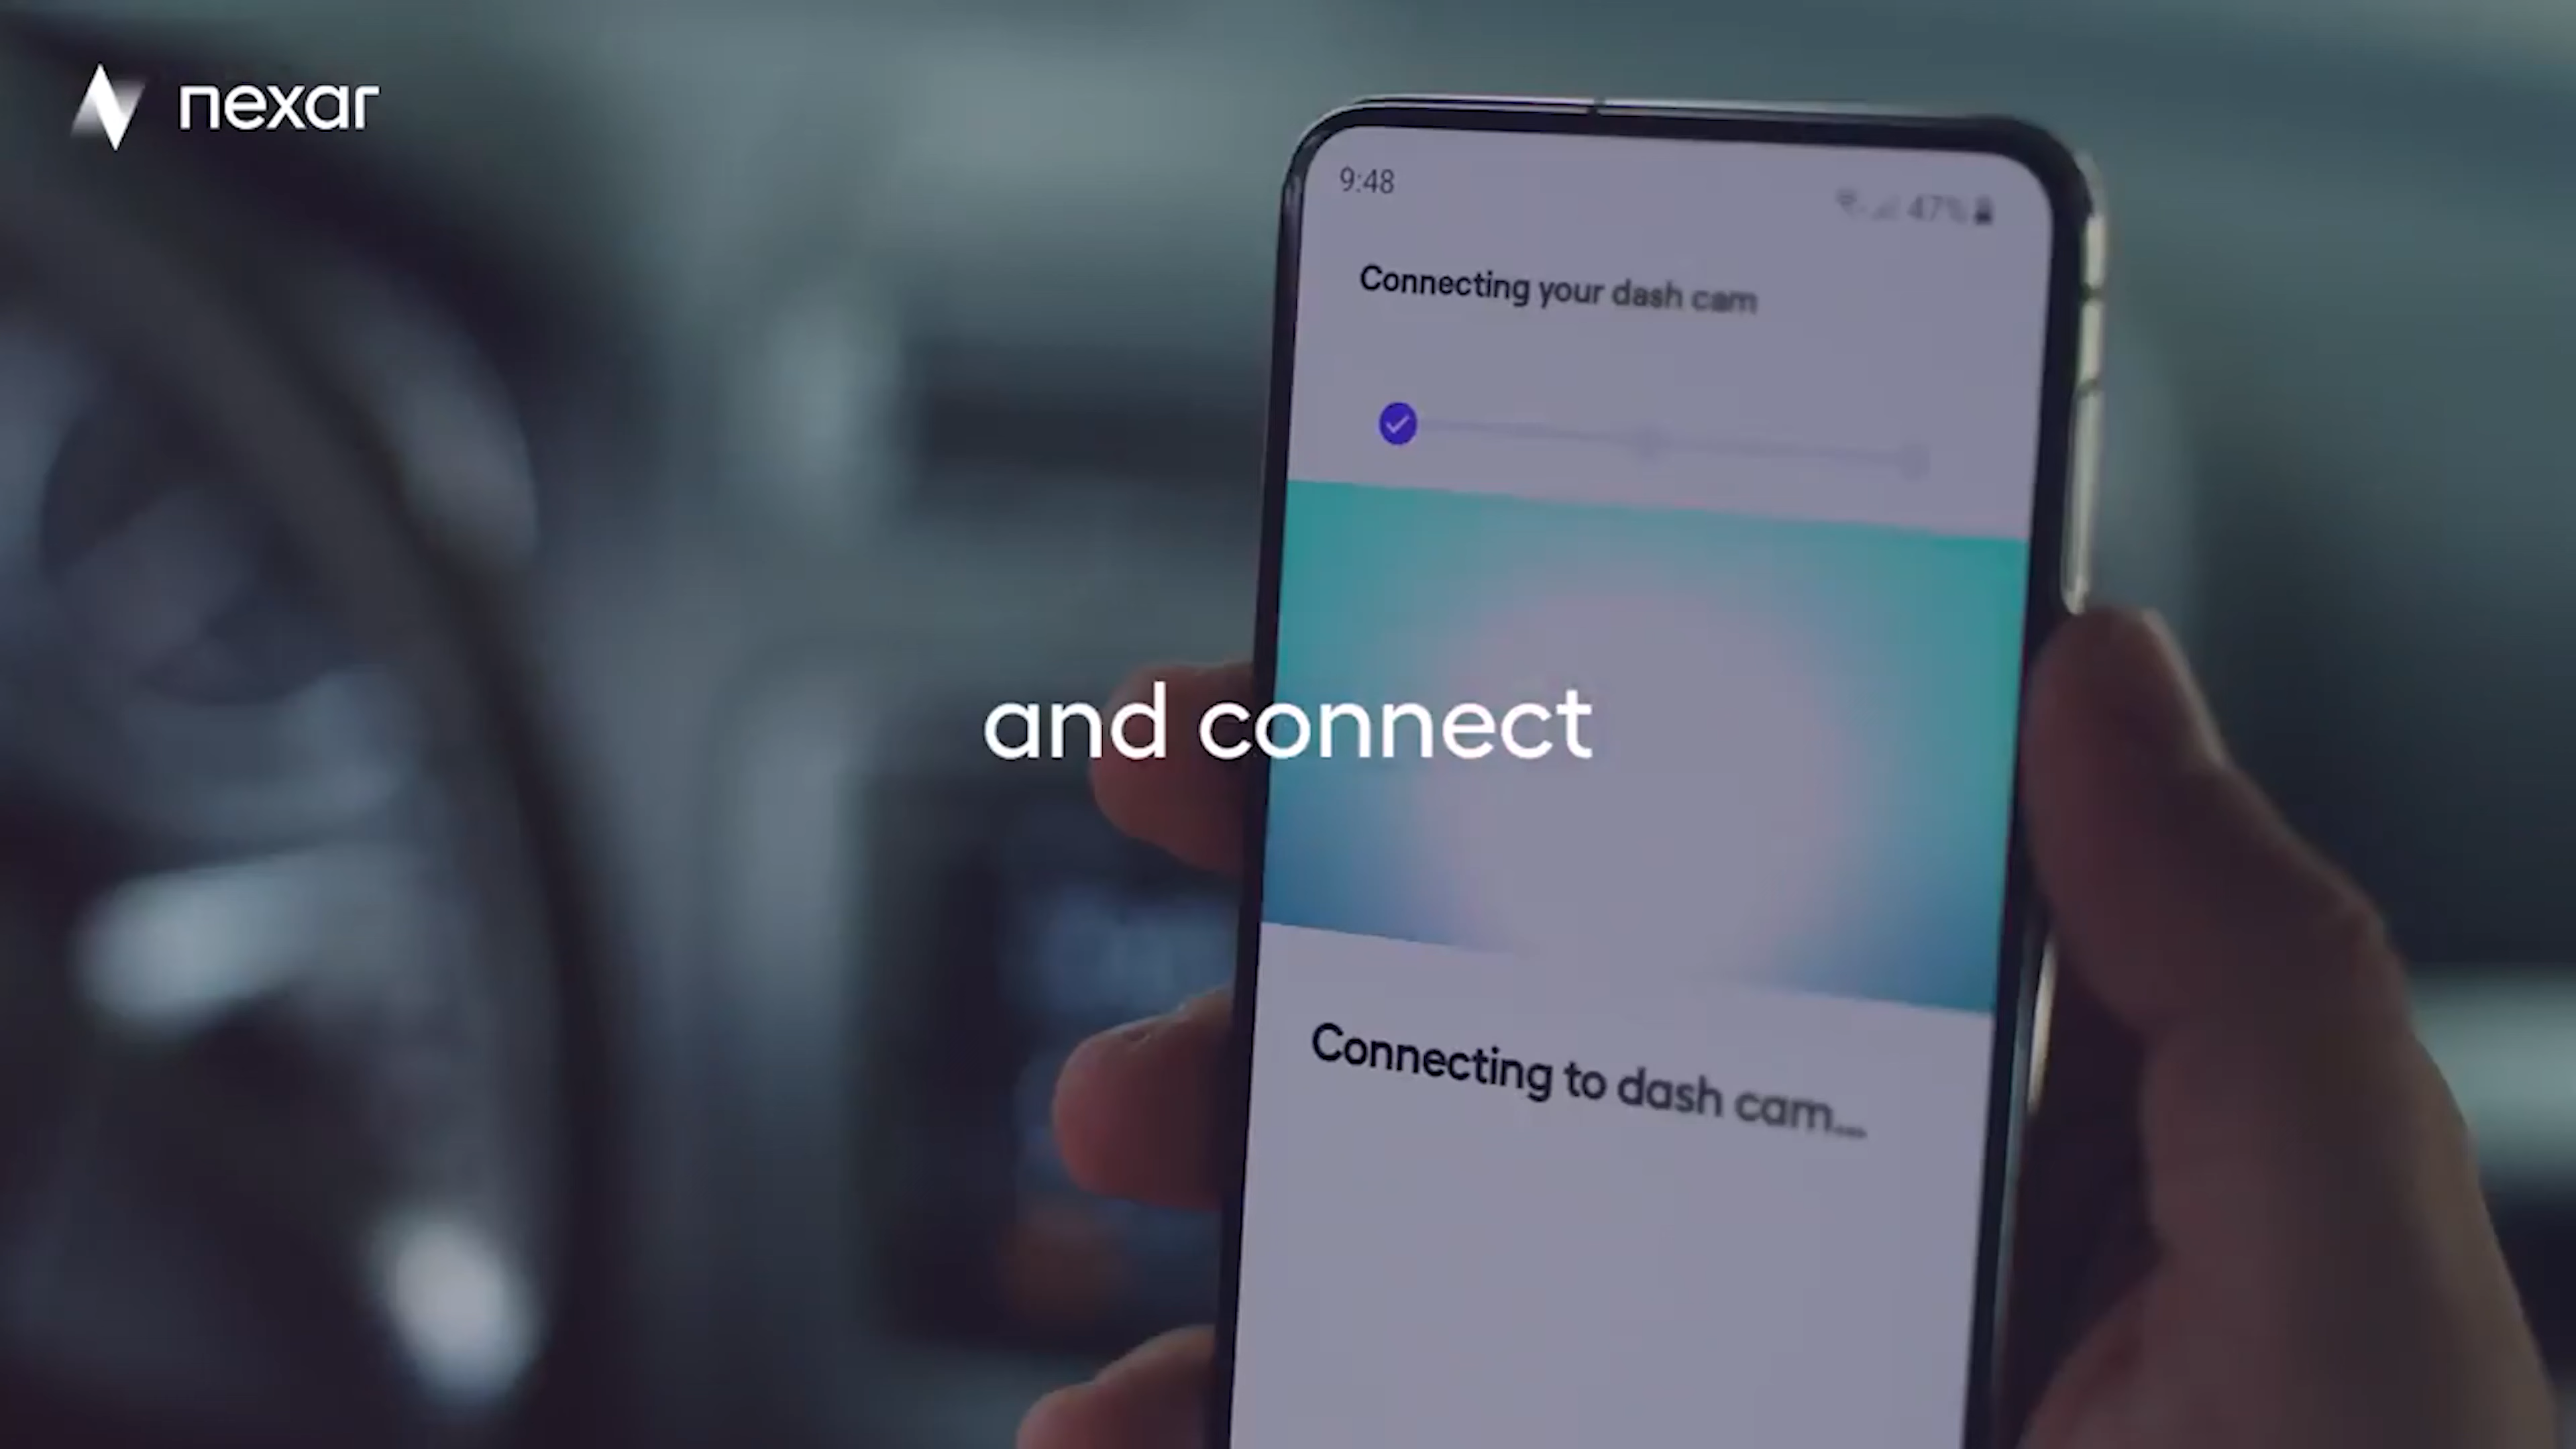 nexar
9:48
47%
Connecting your dash cam
and connect
Connecting to dash cam...